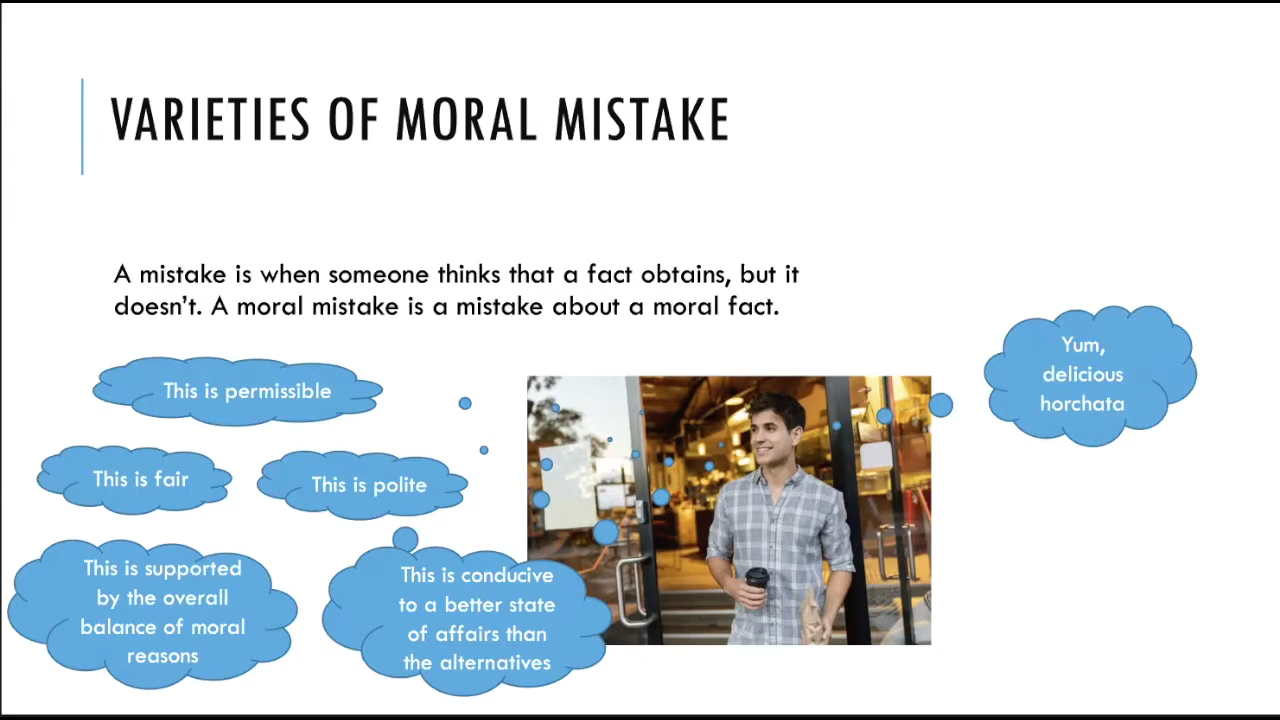 VARIETIES OF MORAL MISTAKE
A mistake is when someone thinks that a fact obtains, but it
doesn't. A moral mistake is a mistake about a moral fact.
This is permissible
This is fair
This is polite
This is supported
by the overall
balance of moral
reasons
This is conducive
to a better state
of affairs than
the alternatives
Yum,
delicious
horchata